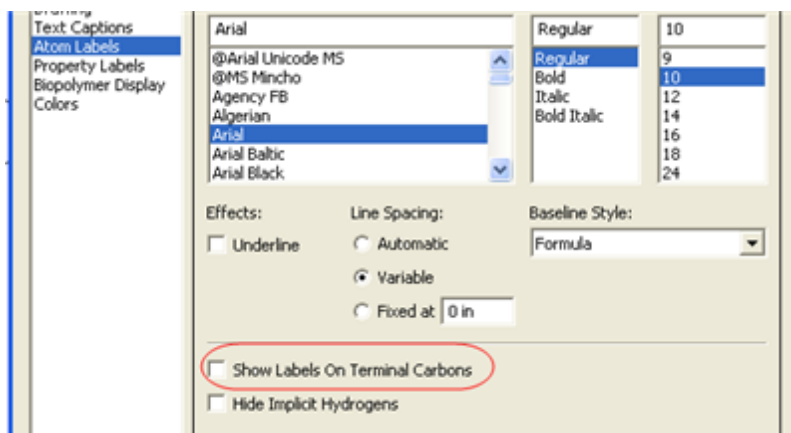 Text Captions
Atom Labels
Property Labels
Biopolymer Display
Colors
Arial
@Arial Unicode MS
@MS Mincho
Agency FB
Algerian
Arial
Arial Baltic
Arial Black
Regular
Regular
Bold
Italic
Bold Italic
10
9
10
12
14
16
18
24
Effects:
Underline
Line Spacing:
Automatic
Variable
Fixed at 0 in
Baseline Style:
Formula
Show Labels On Terminal Carbons
Hide Implicit Hydrogens